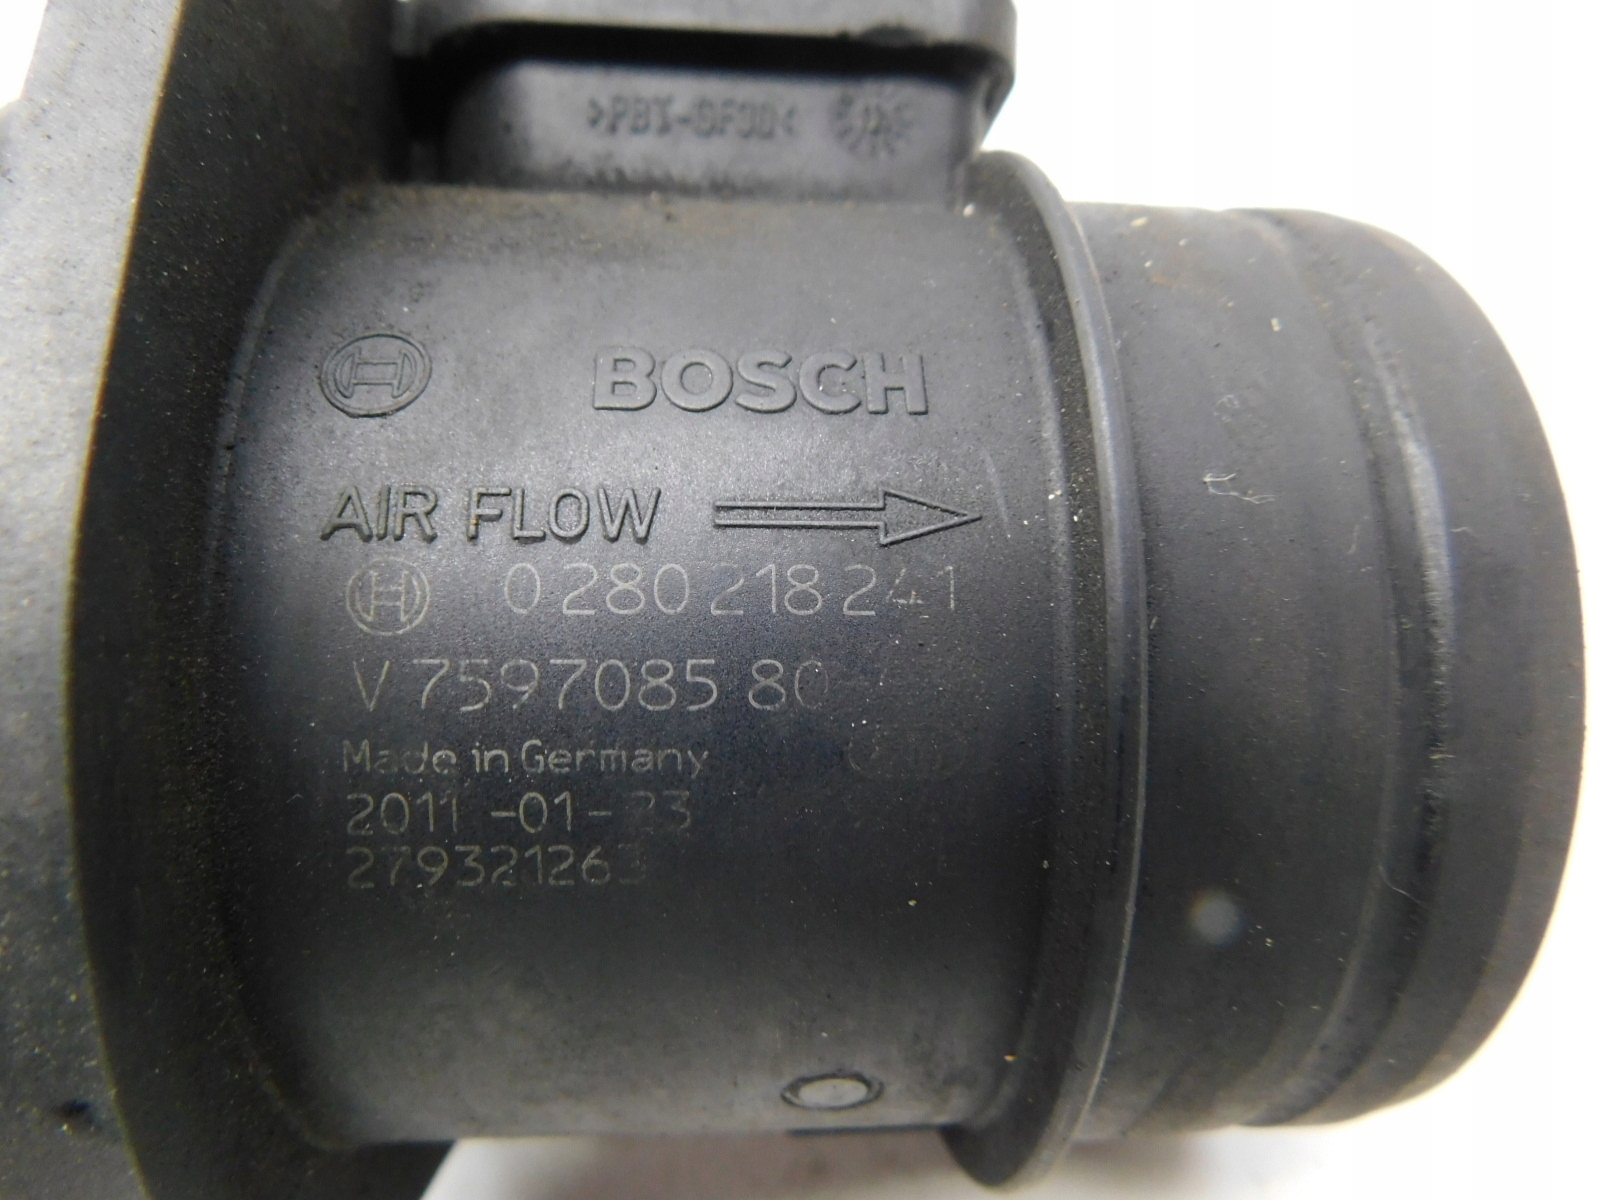 >PBT-GF30<
BOSCH
AIR FLOW
0 280 218 241
V 7597085 80
Made in Germany
2011-01-23
279321263